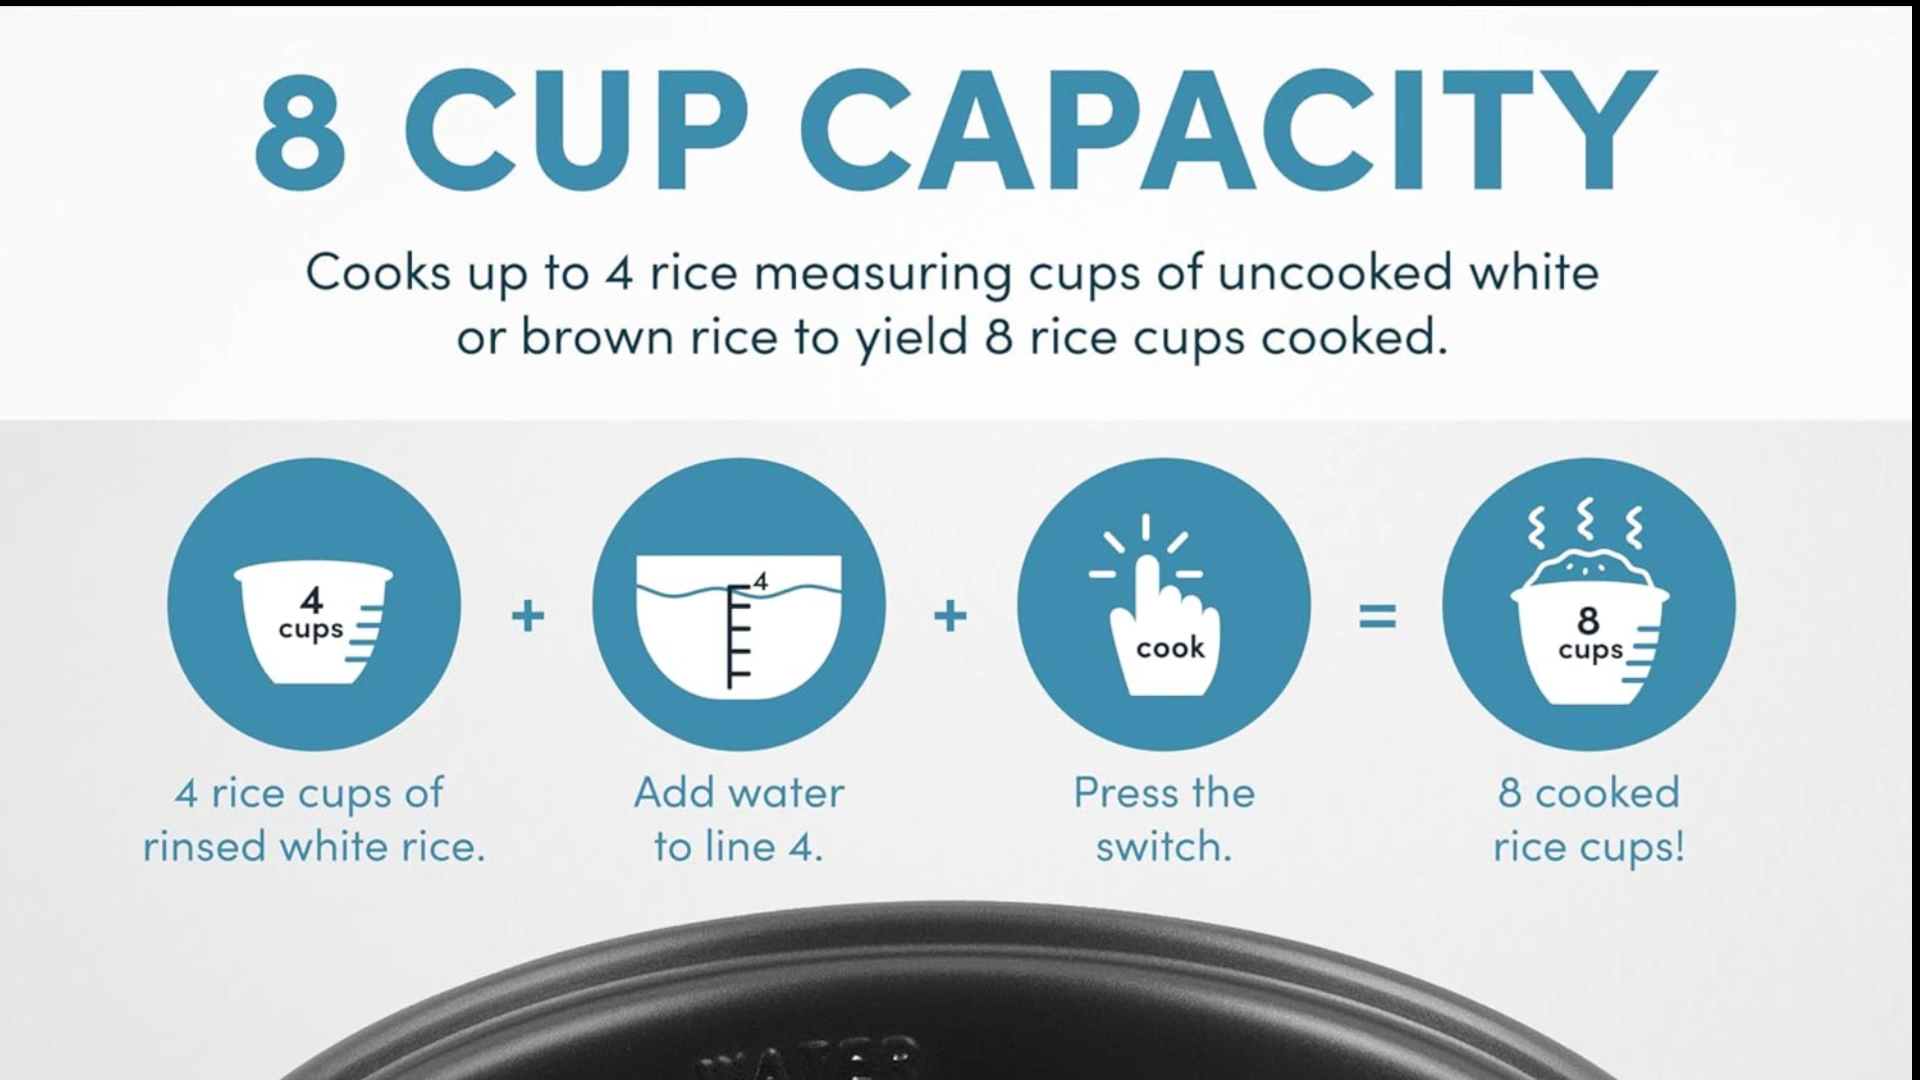 8 CUP CAPACITY
Cooks up to 4 rice measuring cups of uncooked white
or brown rice to yield 8 rice cups cooked.
4
cups
+
4
+
cook
=
8
cups
4 rice cups of
rinsed white rice.
Add water
to line 4.
Press the
switch.
8 cooked
rice cups!
WATER